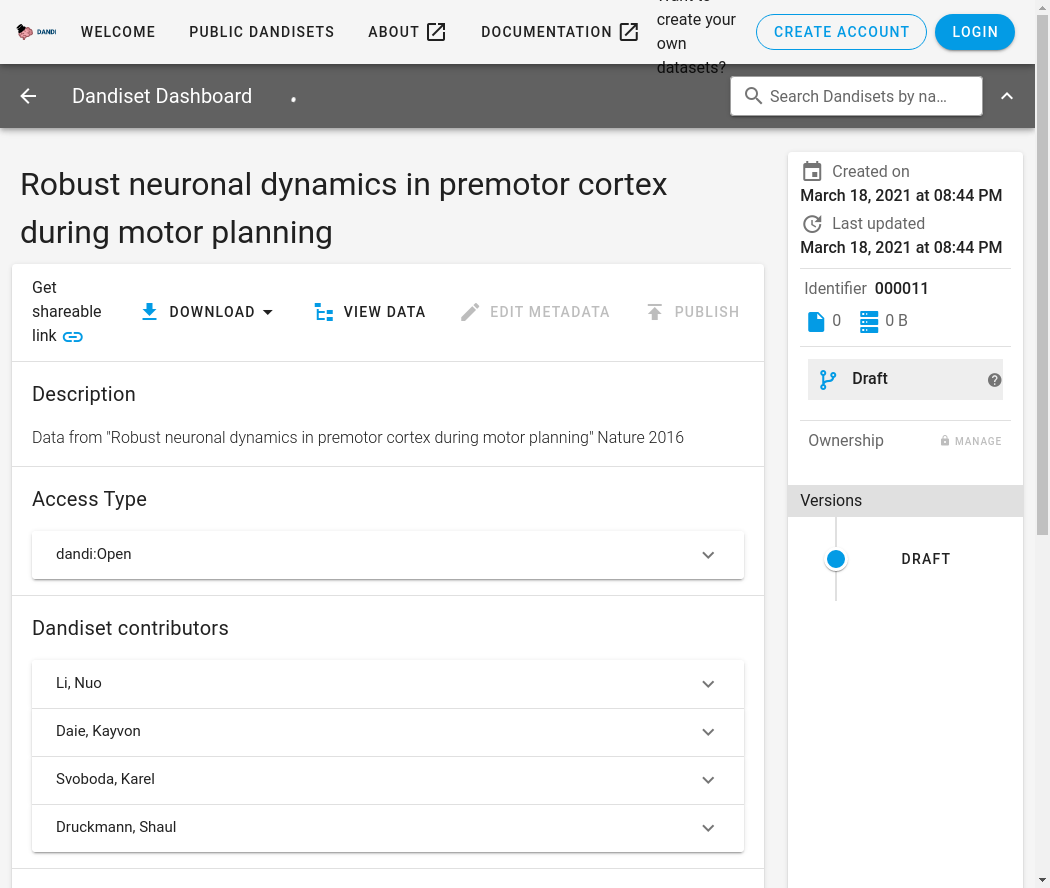 DANDI WELCOME PUBLIC DANDISETS ABOUT DOCUMENTATION
create your
own
datasets?
CREATE ACCOUNT LOGIN
Dandiset Dashboard
Search Dandisets by na…
Robust neuronal dynamics in premotor cortex
during motor planning
Get
shareable
link
DOWNLOAD VIEW DATA EDIT METADATA PUBLISH
Description
Data from "Robust neuronal dynamics in premotor cortex during motor planning" Nature 2016
Access Type
dandi:Open
Dandiset contributors
Li, Nuo
Daie, Kayvon
Svoboda, Karel
Druckmann, Shaul
Created on
March 18, 2021 at 08:44 PM
Last updated
March 18, 2021 at 08:44 PM
Identifier 000011
0 0 B
Draft
Ownership MANAGE
Versions
DRAFT